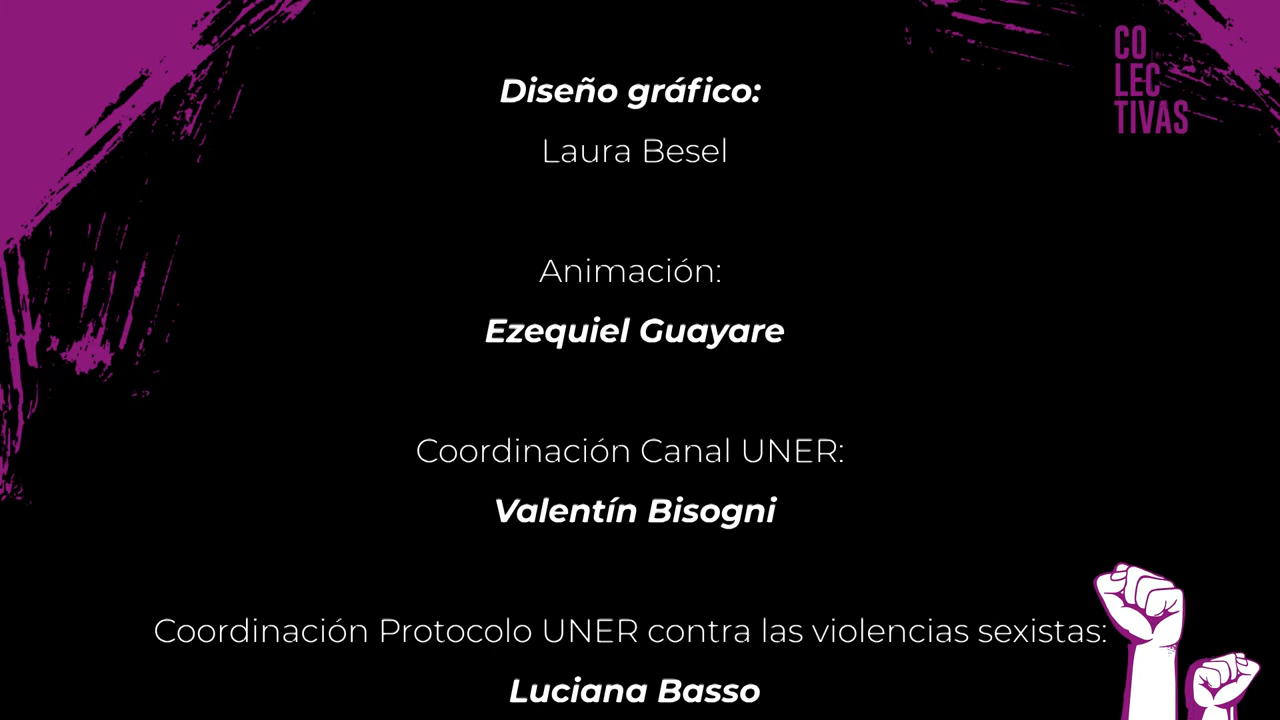 CO
LEC
TIVAS
Diseño gráfico:
Laura Besel
Animación:
Ezequiel Guayare
Coordinación Canal UNER:
Valentín Bisogni
Coordinación Protocolo UNER contra las violencias sexistas:
Luciana Basso